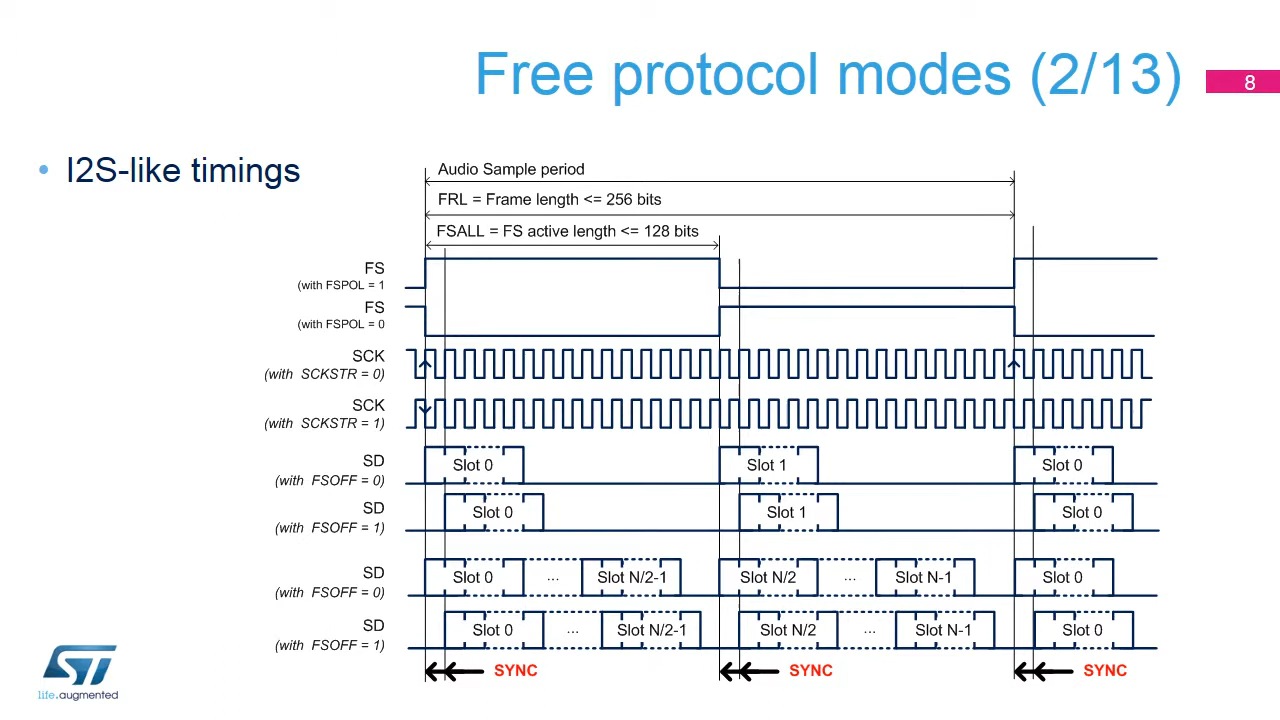 Free protocol modes (2/13)
8
• I2S-like timings
Audio Sample period
FRL = Frame length <= 256 bits
FSALL = FS active length <= 128 bits
FS
(with FSPOL = 1
FS
(with FSPOL = 0
SCK
(with SCKSTR = 0)
SCK
(with SCKSTR = 1)
SD
(with FSOFF = 0)
Slot 0 Slot 1 Slot 0
SD
(with FSOFF = 1)
Slot 0 Slot 1 Slot 0
SD
(with FSOFF = 0)
Slot 0 ... Slot N/2-1 Slot N/2 ... Slot N-1 Slot 0
SD
(with FSOFF = 1)
Slot 0 ... Slot N/2-1 Slot N/2 ... Slot N-1 Slot 0
SYNC SYNC SYNC
ST
life.augmented